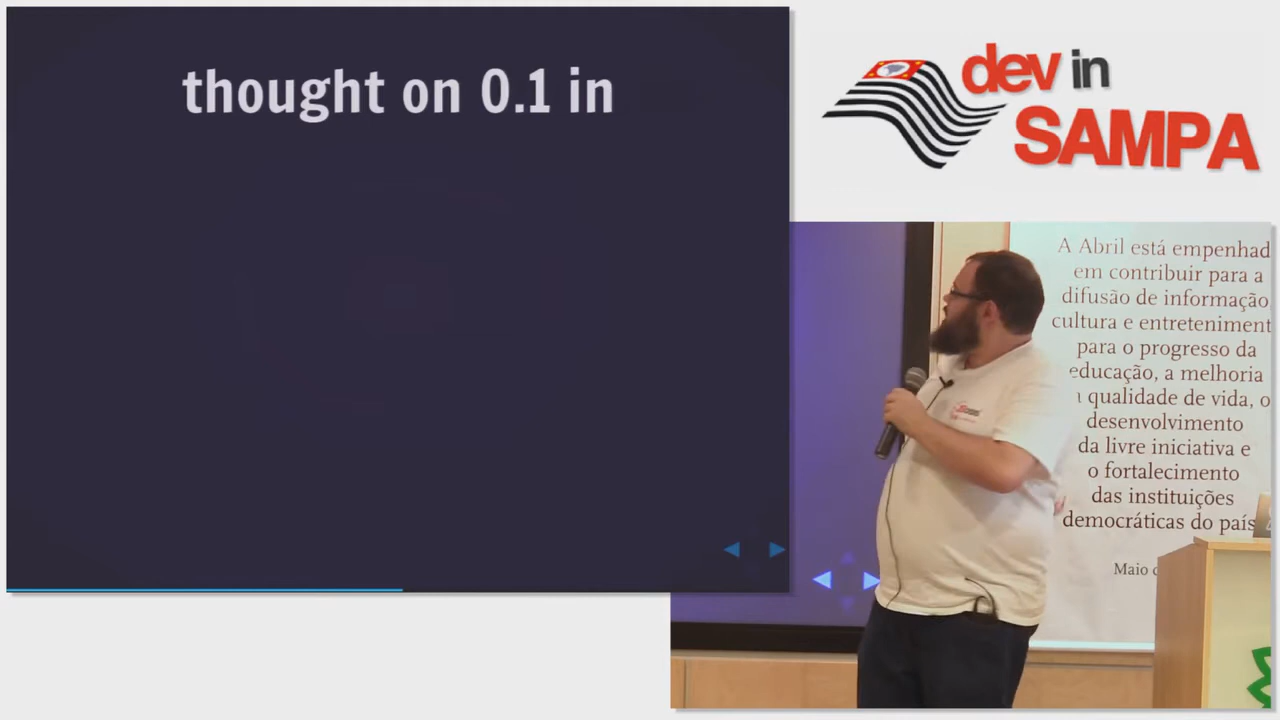 thought on 0.1 in
dev in
SAMPA
A Abril está empenhad
em contribuir para a
difusão de informação
cultura e entreteniment
para o progresso da
educação, a melhoria
qualidade de vida, o
desenvolvimento
da livre iniciativa e
o fortalecimento
das instituições
democráticas do país
Maio